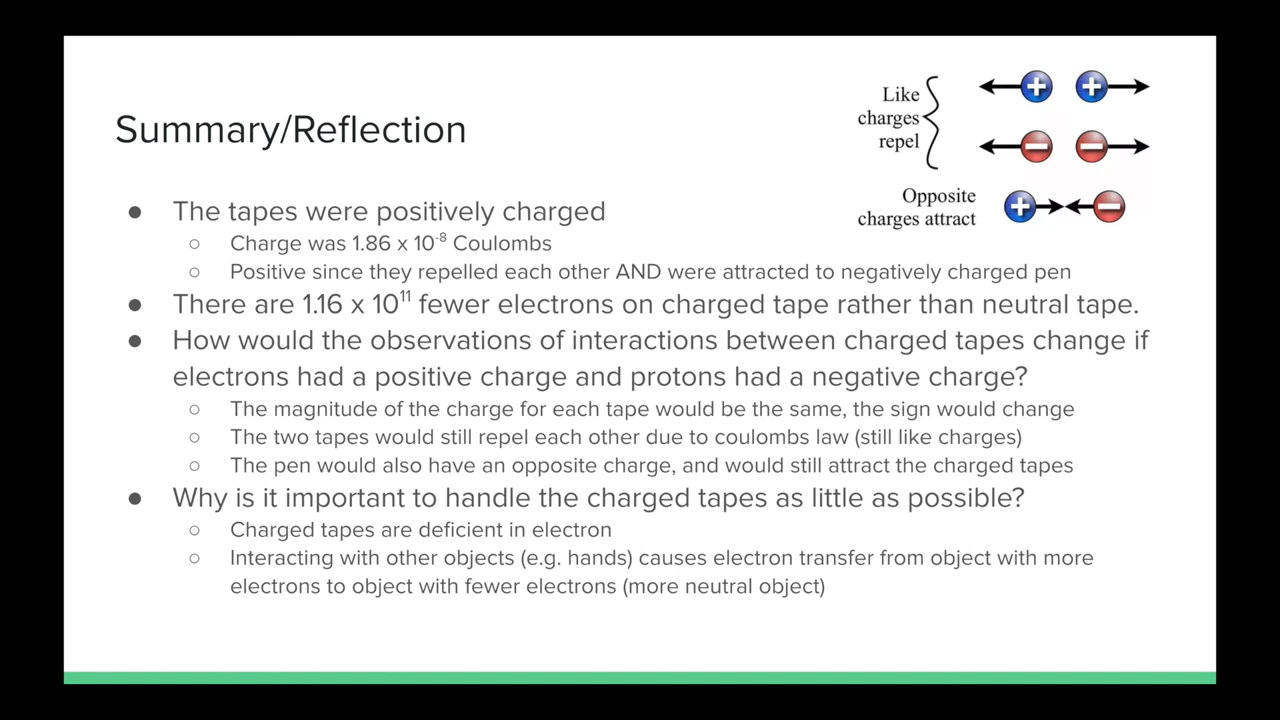 Summary/Reflection
Like
charges
repel
Opposite
charges attract
● The tapes were positively charged
○ Charge was 1.86 x 10⁻⁸ Coulombs
○ Positive since they repelled each other AND were attracted to negatively charged pen
● There are 1.16 x 10¹¹ fewer electrons on charged tape rather than neutral tape.
● How would the observations of interactions between charged tapes change if
electrons had a positive charge and protons had a negative charge?
○ The magnitude of the charge for each tape would be the same, the sign would change
○ The two tapes would still repel each other due to coulombs law (still like charges)
○ The pen would also have an opposite charge, and would still attract the charged tapes
● Why is it important to handle the charged tapes as little as possible?
○ Charged tapes are deficient in electron
○ Interacting with other objects (e.g. hands) causes electron transfer from object with more
electrons to object with fewer electrons (more neutral object)